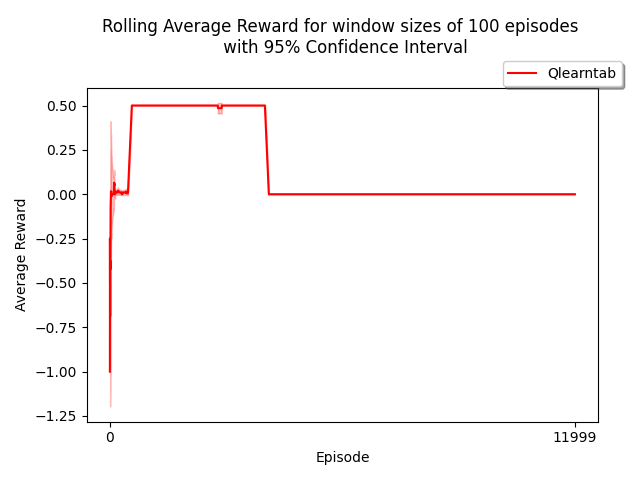 Rolling Average Reward for window sizes of 100 episodes
with 95% Confidence Interval
Qlearntab
0.50
0.25
0.00
−0.25
−0.50
−0.75
−1.00
−1.25
Average Reward
0
11999
Episode